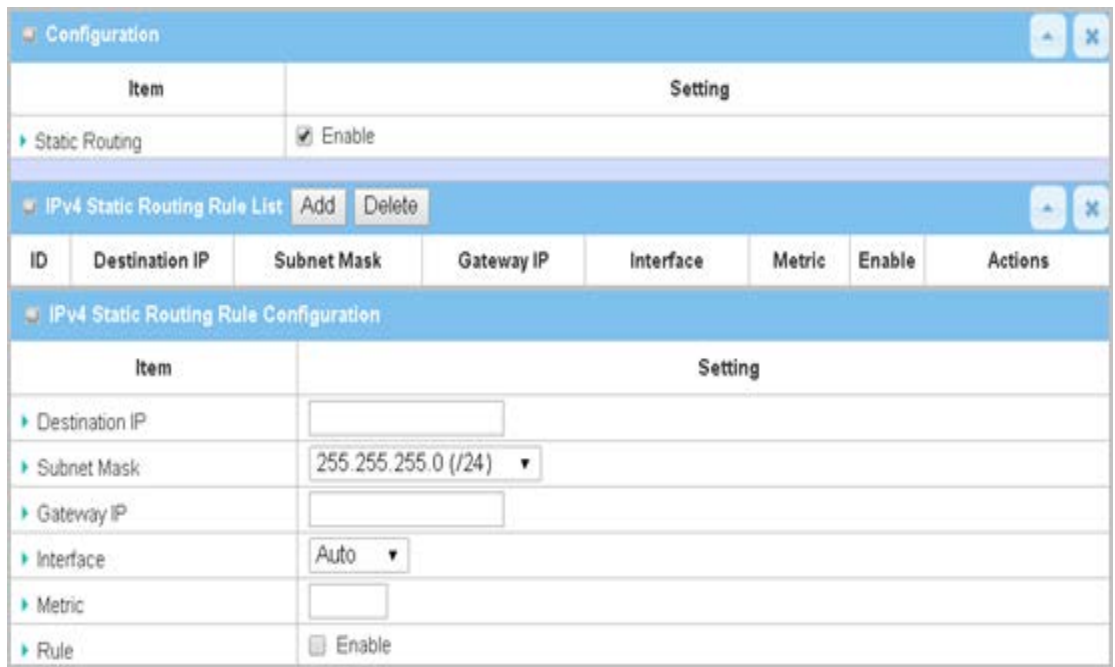 Configuration
Item Setting
Static Routing Enable
IPv4 Static Routing Rule List Add Delete
ID Destination IP Subnet Mask Gateway IP Interface Metric Enable Actions
IPv4 Static Routing Rule Configuration
Item Setting
Destination IP
Subnet Mask 255.255.255.0 (/24)
Gateway IP
Interface Auto
Metric
Rule Enable